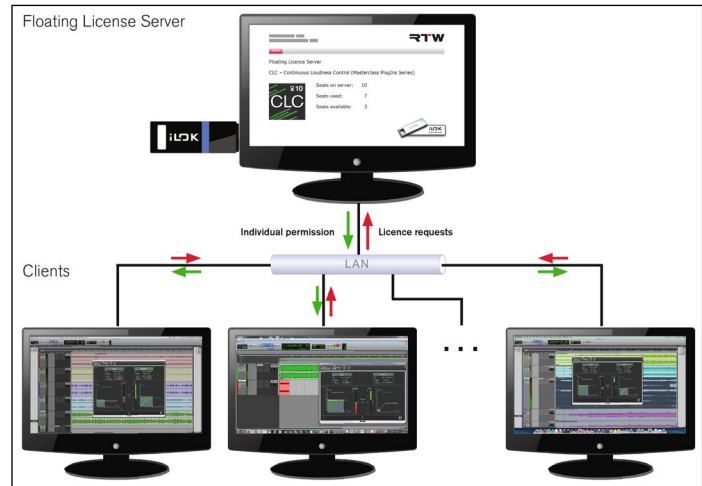 Floating License Server
RTW
Floating Licence Server
CLC – Continuous Loudness Control (Masterclass PlugIns Series)
10
CLC
Seats on server: 10
Seats used: 7
Seats available: 3
iLOK
iLOK
Individual permission
Licence requests
LAN
Clients
...